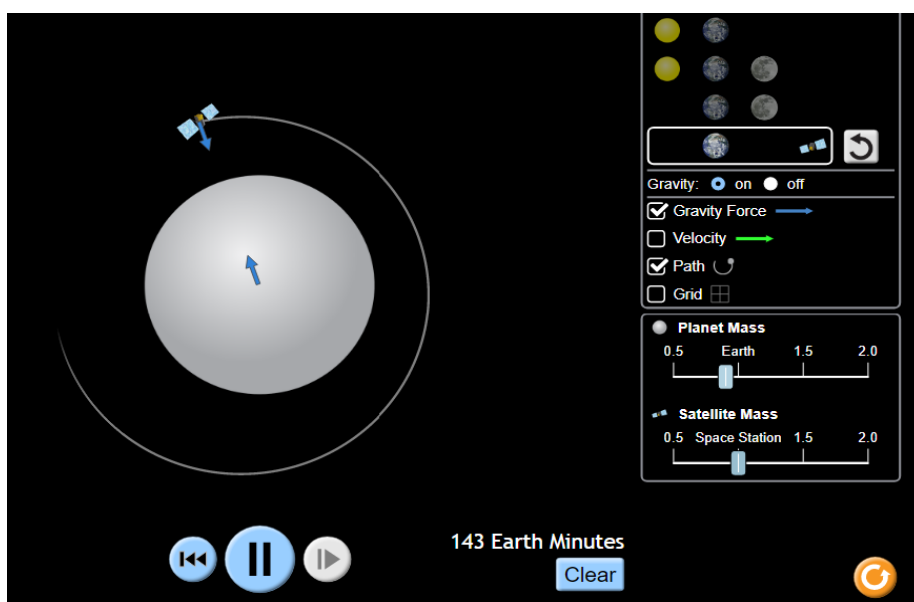 Gravity: on off
Gravity Force
Velocity
Path
Grid
Planet Mass
0.5 Earth 1.5 2.0
Satellite Mass
0.5 Space Station 1.5 2.0
143 Earth Minutes
Clear